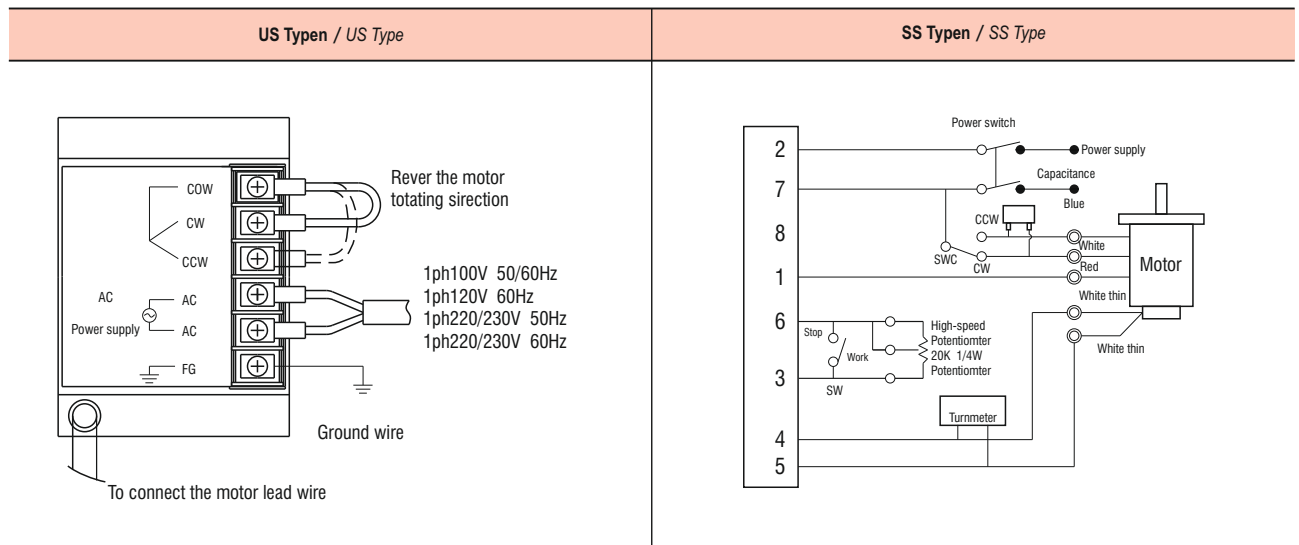 US Typen / US Type
COW
CW
CCW
AC
AC
Power supply
AC
AC
FG
Rever the motor
totating sirection
1ph100V 50/60Hz
1ph120V 60Hz
1ph220/230V 50Hz
1ph220/230V 60Hz
Ground wire
To connect the motor lead wire
SS Typen / SS Type
2
7
8
1
6
3
4
5
Power switch
Power supply
Capacitance
Blue
CCW
SWC
CW
White
Red
Motor
White thin
White thin
Stop
Work
SW
High-speed
Potentiomter
20K 1/4W
Potentiomter
Turnmeter